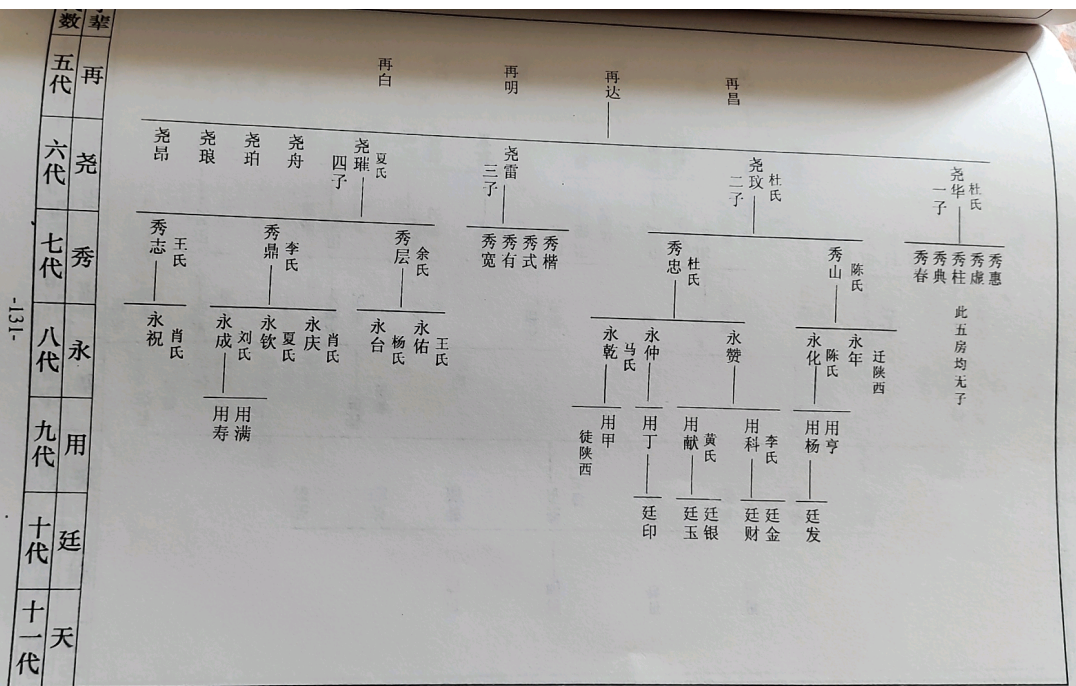 字辈
代数
再
五代
尧
六代
秀
七代
永
八代
用
九代
廷
十代
天
十一代
-131-
再昌
再达
再明
再白
杜氏
尧华
一子
杜氏
尧玟
二子
尧雷
三子
夏氏
尧璀
四子
尧舟
尧珀
尧琅
尧昂
秀惠
秀虞
秀柱
秀典
秀春
此五房均无子
陈氏
秀山
杜氏
秀忠
秀楷
秀式
秀有
秀宽
余氏
秀层
李氏
秀鼎
王氏
秀志
迁陕西
永年
陈氏
永化
永赞
永仲
马氏
永乾
王氏
永佑
杨氏
永台
肖氏
永庆
夏氏
永钦
刘氏
永成
肖氏
永祝
用亨
用杨
李氏
用科
黄氏
用献
用丁
用甲
徒陕西
用满
用寿
廷发
廷金
廷财
廷银
廷玉
廷印